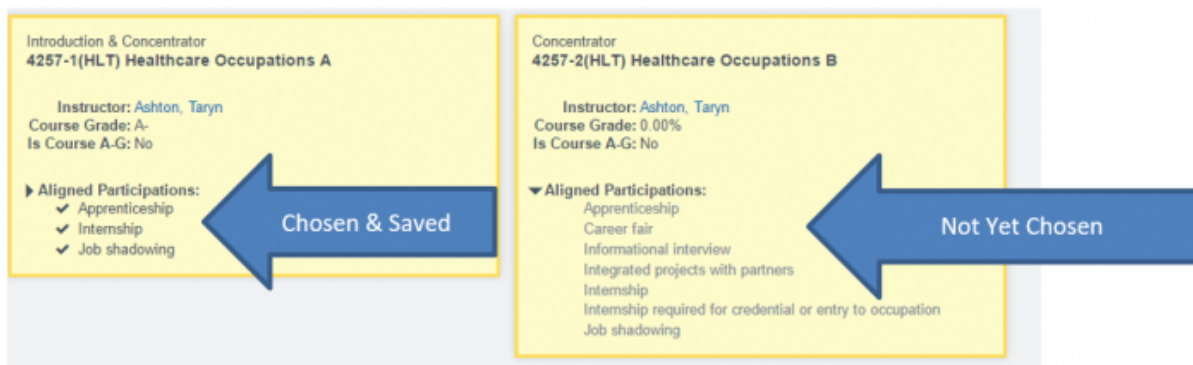 Introduction & Concentrator
4257-1(HLT) Healthcare Occupations A
Instructor: Ashton, Taryn
Course Grade: A-
Is Course A-G: No
Aligned Participations:
Apprenticeship
Internship
Job shadowing
Chosen & Saved
Concentrator
4257-2(HLT) Healthcare Occupations B
Instructor: Ashton, Taryn
Course Grade: 0.00%
Is Course A-G: No
Aligned Participations:
Apprenticeship
Career fair
Informational interview
Integrated projects with partners
Internship
Internship required for credential or entry to occupation
Job shadowing
Not Yet Chosen